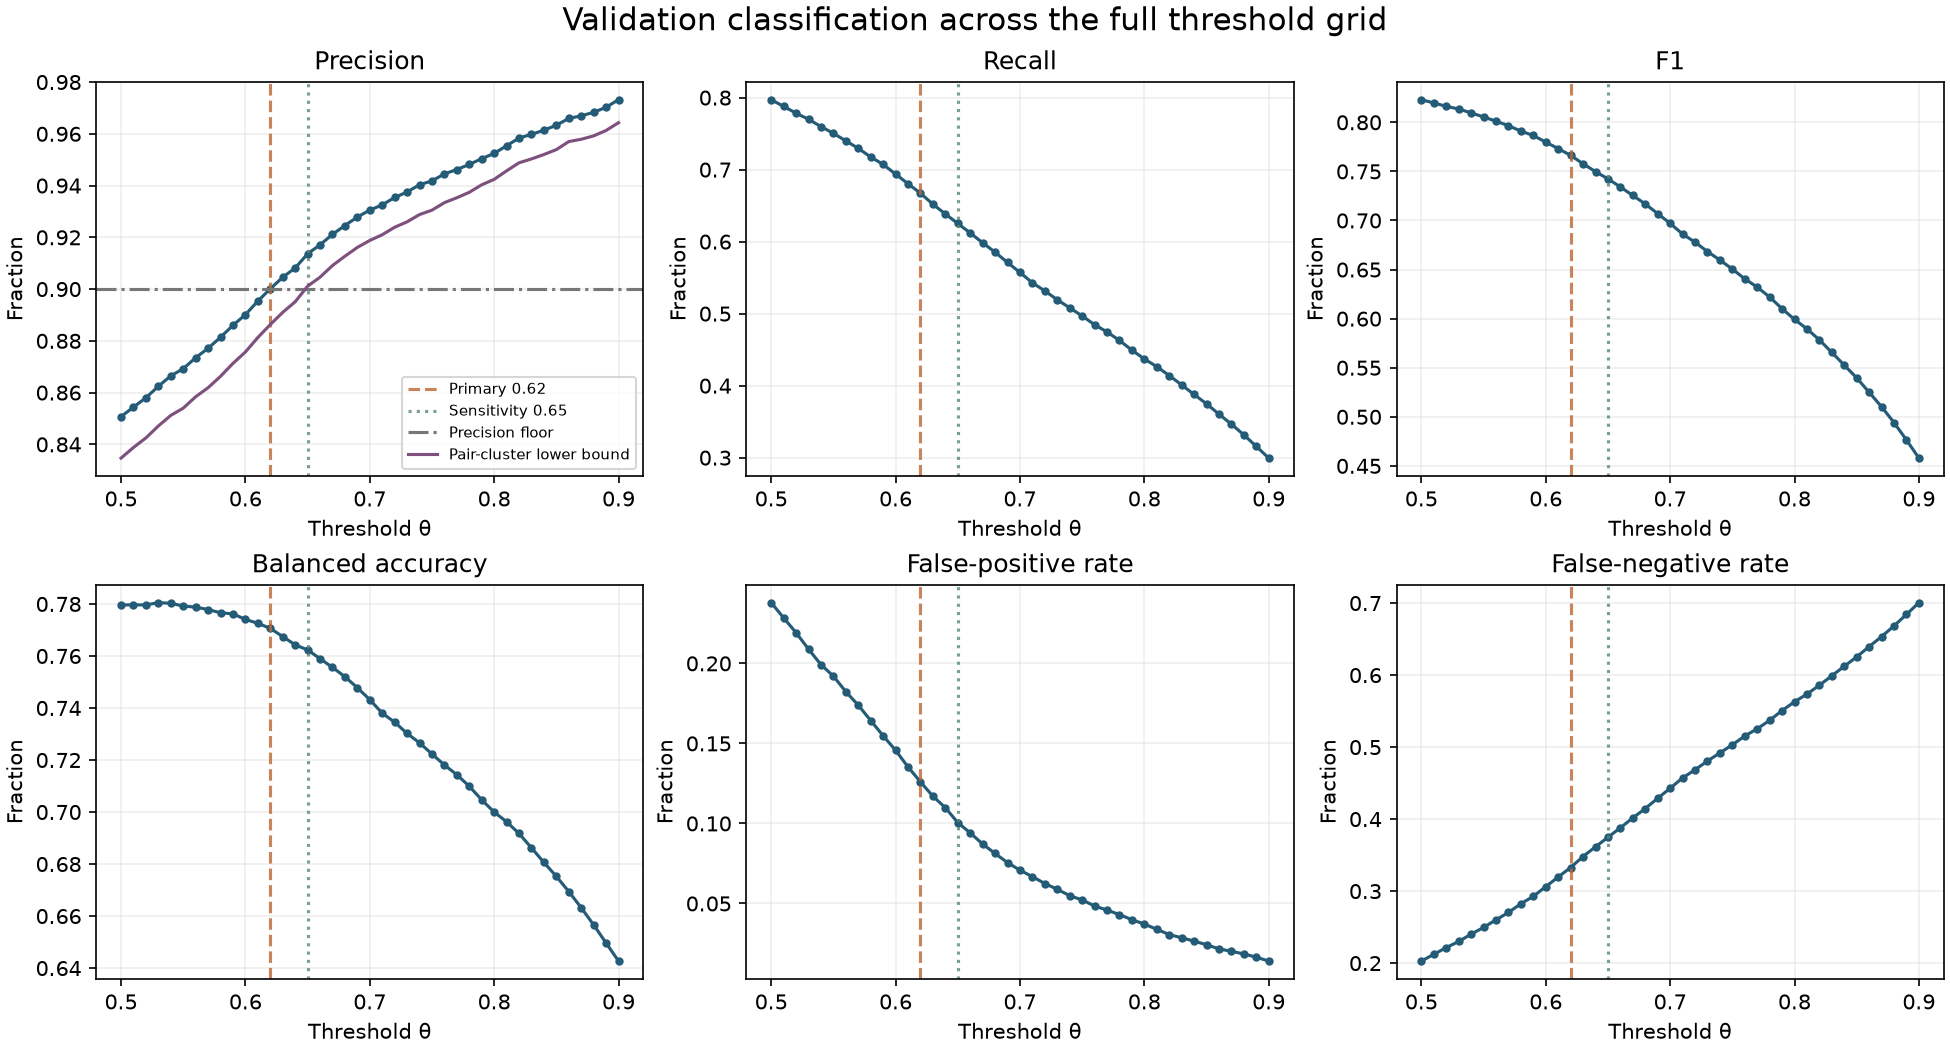 Validation classification across the full threshold grid
Precision
0.98
0.96
0.94
0.92
0.90
0.88
0.86
0.84
Fraction
0.5 0.6 0.7 0.8 0.9
Threshold θ
Primary 0.62
Sensitivity 0.65
Precision floor
Pair-cluster lower bound
Recall
0.8
0.7
0.6
0.5
0.4
0.3
Fraction
0.5 0.6 0.7 0.8 0.9
Threshold θ
F1
0.80
0.75
0.70
0.65
0.60
0.55
0.50
0.45
Fraction
0.5 0.6 0.7 0.8 0.9
Threshold θ
Balanced accuracy
0.78
0.76
0.74
0.72
0.70
0.68
0.66
0.64
Fraction
0.5 0.6 0.7 0.8 0.9
Threshold θ
False-positive rate
0.20
0.15
0.10
0.05
Fraction
0.5 0.6 0.7 0.8 0.9
Threshold θ
False-negative rate
0.7
0.6
0.5
0.4
0.3
0.2
Fraction
0.5 0.6 0.7 0.8 0.9
Threshold θ